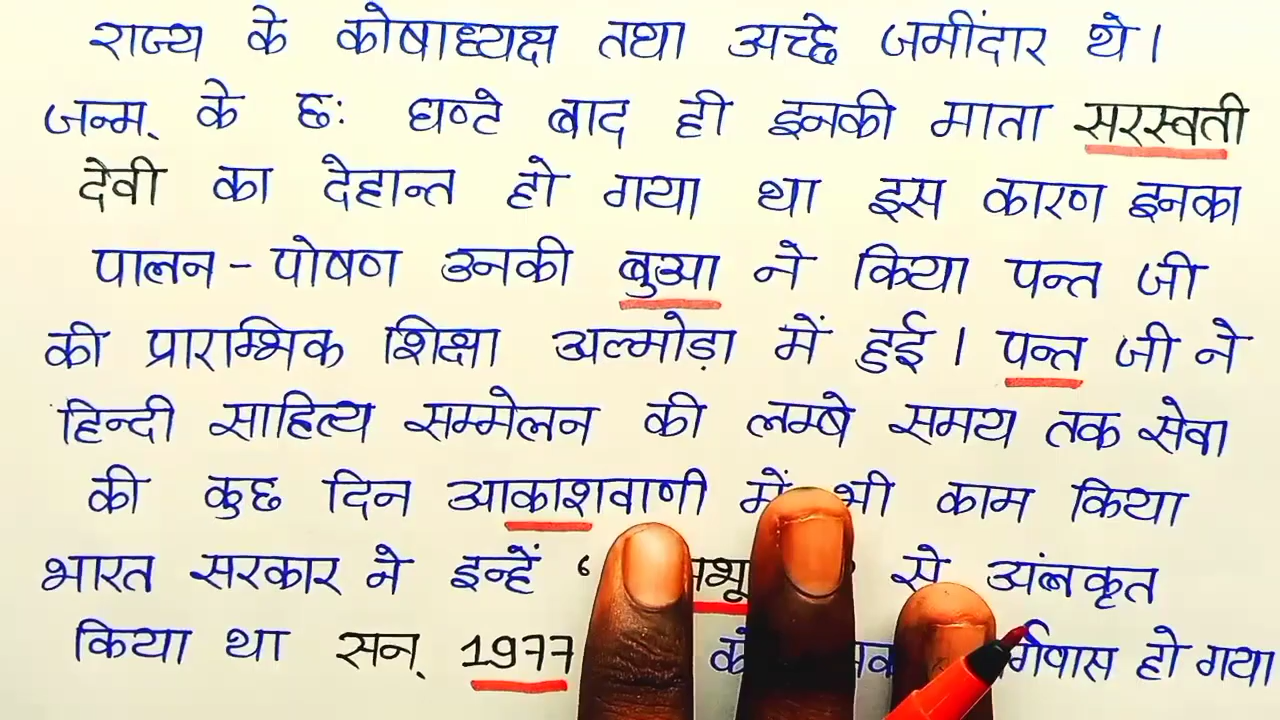 राज्य के कोषाध्यक्ष तथा अच्छे जमींदार थे।
जन्म. के छः घण्टे बाद ही इनकी माता सरस्वती
देवी का देहान्त हो गया था इस कारण इनका
पालन - पोषण उनकी बुआ ने किया पन्त जी
की प्रारम्भिक शिक्षा अल्मोड़ा में हुई। पन्त जी ने
हिन्दी साहित्य सम्मेलन की लम्बे समय तक सेवा
की कुछ दिन आकाशवाणी में भी काम किया
भारत सरकार ने इन्हें से अंलकृत
किया था सन् 1977 हो गया